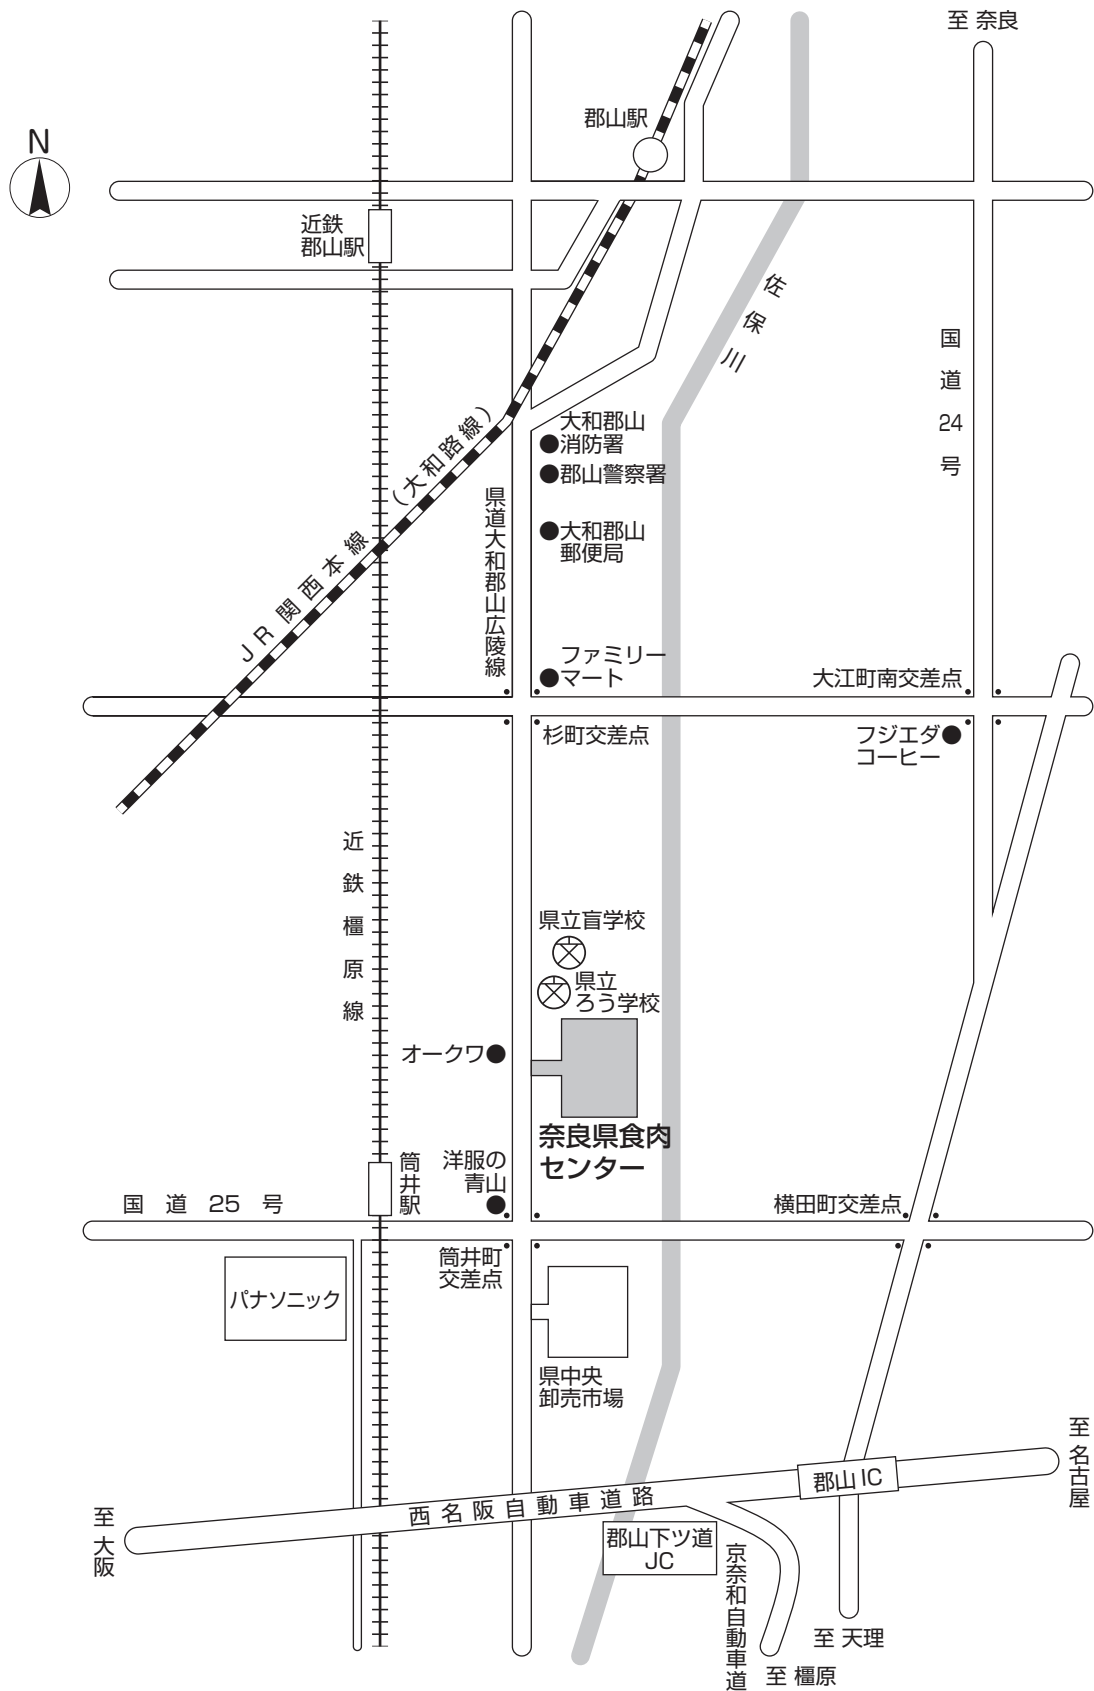 至 奈良
郡山駅
N
近鉄
郡山駅
佐保川
国道24号
JR関西本線（大和路線）
大和郡山
消防署
郡山警察署
県道大和郡山広陵線
大和郡山
郵便局
ファミリー
マート
大江町南交差点
杉町交差点
フジエダ
コーヒー
近鉄橿原線
県立盲学校
県立
ろう学校
オークワ
奈良県食肉
センター
筒井駅
洋服の
青山
国道25号
横田町交差点
筒井町
交差点
パナソニック
県中央
卸売市場
至 名古屋
郡山IC
西名阪自動車道路
至 大阪
郡山下ツ道
JC
京奈和自動車道
至 天理
至 橿原